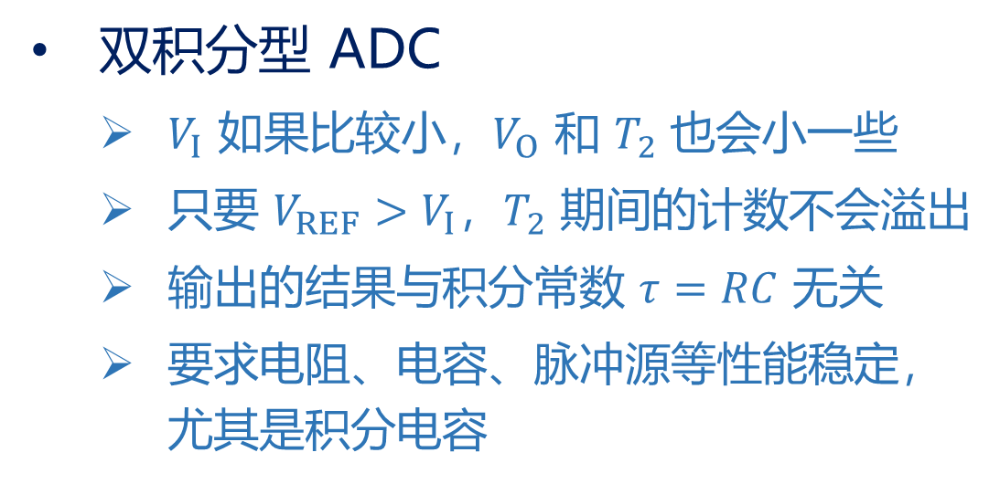 • 双积分型 ADC
➢ V_I 如果比较小，V_O 和 T_2 也会小一些
➢ 只要 V_REF > V_I，T_2 期间的计数不会溢出
➢ 输出的结果与积分常数 τ = RC 无关
➢ 要求电阻、电容、脉冲源等性能稳定，
尤其是积分电容